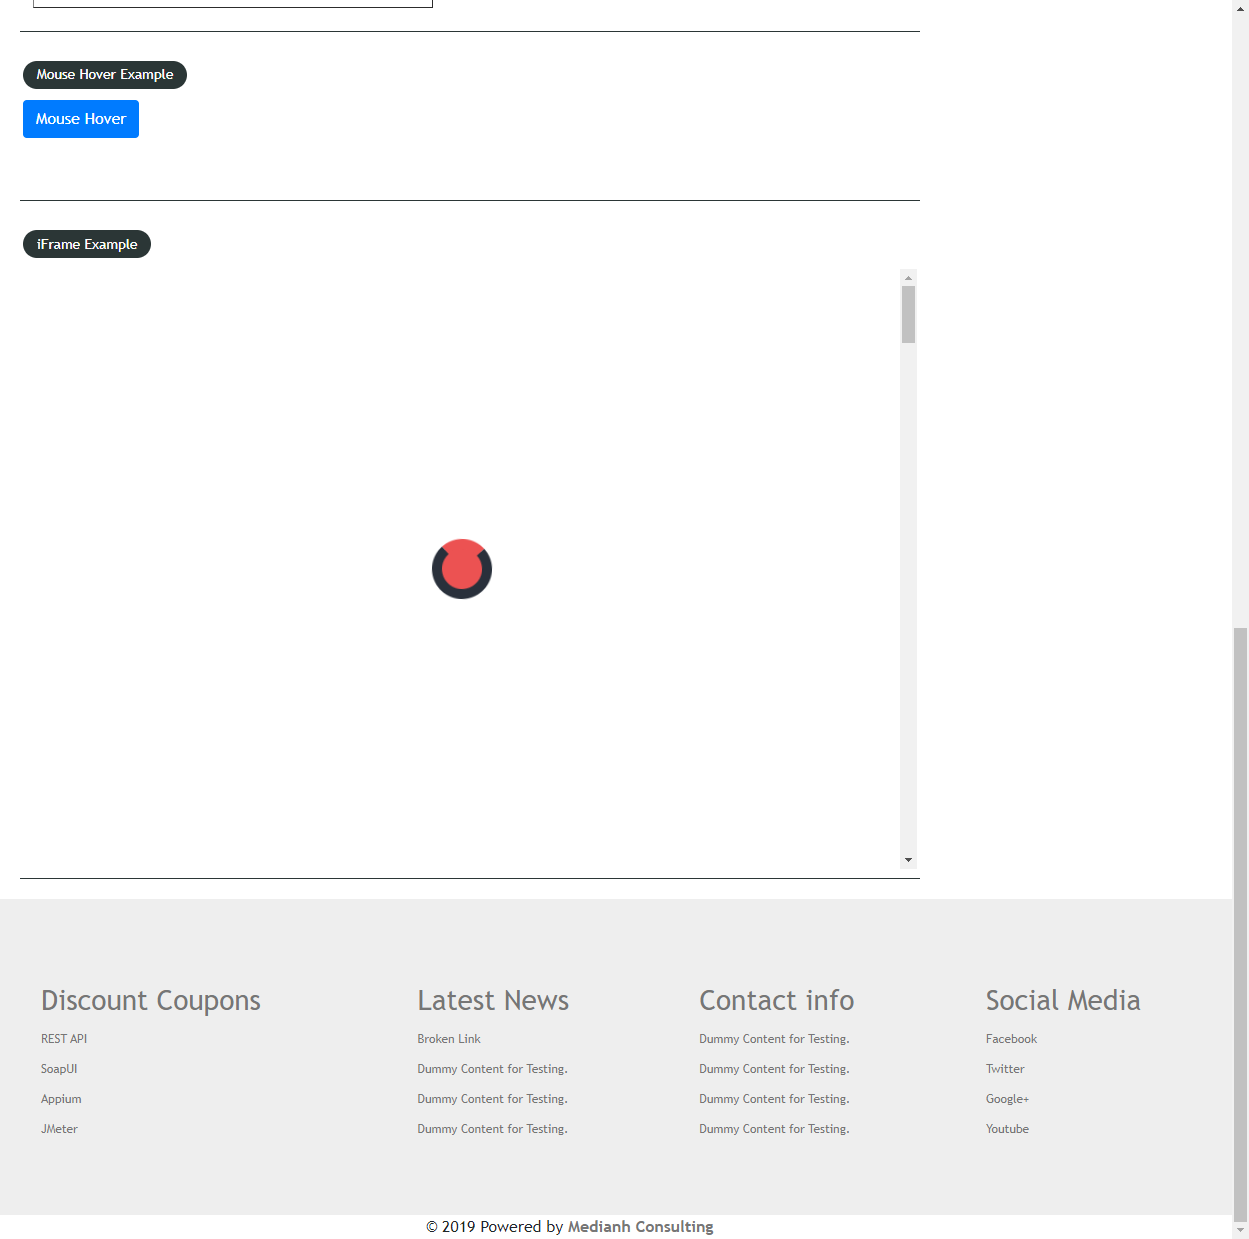 Mouse Hover Example
Mouse Hover
iFrame Example
Discount Coupons
REST API
SoapUI
Appium
JMeter
Latest News
Broken Link
Dummy Content for Testing.
Dummy Content for Testing.
Dummy Content for Testing.
Contact info
Dummy Content for Testing.
Dummy Content for Testing.
Dummy Content for Testing.
Dummy Content for Testing.
Social Media
Facebook
Twitter
Google+
Youtube
© 2019 Powered by Medianh Consulting